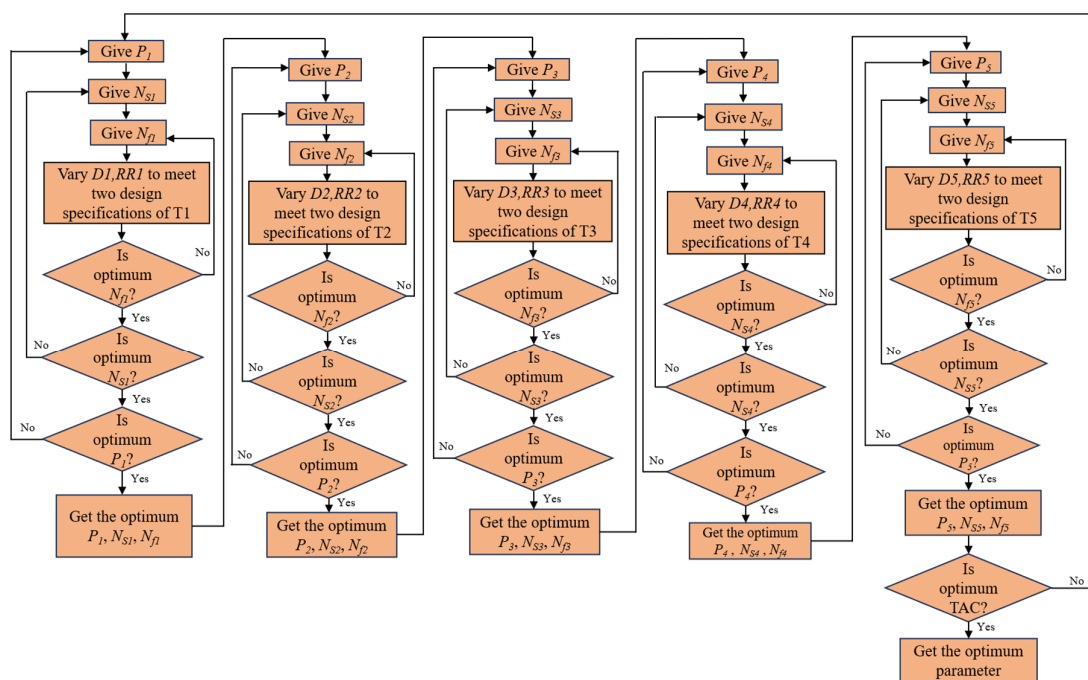 Give P1
Give NS1
Give Nf1
Vary D1,RR1 to meet
two design
specifications of T1
Is
optimum
Nf1?
No
Yes
Is
optimum
NS1?
No
Yes
Is
optimum
P1?
No
Yes
Get the optimum
P1, NS1, Nf1
Give P2
Give NS2
Give Nf2
Vary D2,RR2 to
meet two design
specifications of T2
Is
optimum
Nf2?
No
Yes
Is
optimum
NS2?
No
Yes
Is
optimum
P2?
No
Yes
Get the optimum
P2, NS2, Nf2
Give P3
Give NS3
Give Nf3
Vary D3,RR3 to
meet two design
specifications of T3
Is
optimum
Nf3?
No
Yes
Is
optimum
NS3?
No
Yes
Is
optimum
P3?
No
Yes
Get the optimum
P3, NS3, Nf3
Give P4
Give NS4
Give Nf4
Vary D4,RR4 to
meet two design
specifications of T4
Is
optimum
NS4?
No
Yes
Is
optimum
NS4?
No
Yes
Is
optimum
P4?
No
Yes
Get the optimum
P4 , NS4 , Nf4
Give P5
Give NS5
Give Nf5
Vary D5,RR5 to meet
two design
specifications of T5
Is
optimum
Nf5?
No
Yes
Is
optimum
NS5?
No
Yes
Is
optimum
P5?
No
Yes
Get the optimum
P5, NS5, Nf5
Is
optimum
TAC?
No
Yes
Get the optimum
parameter